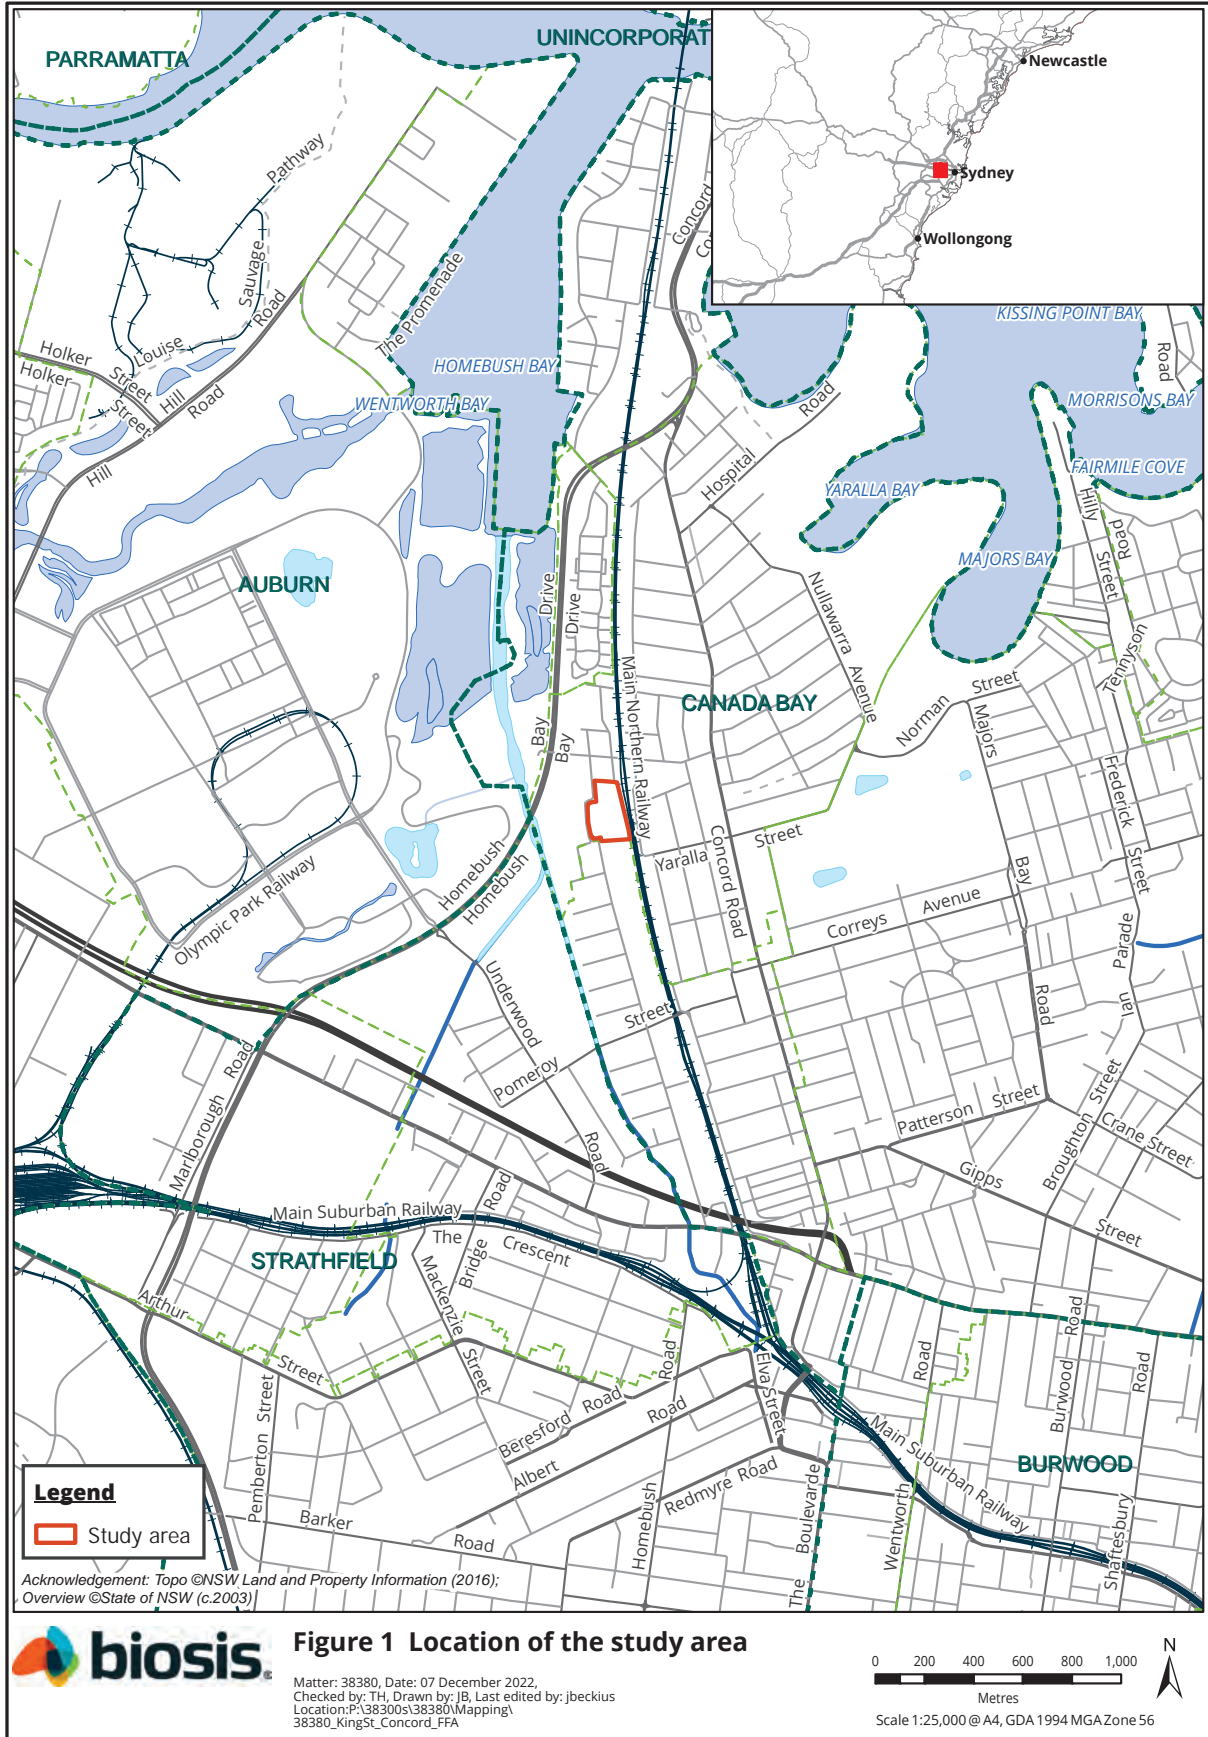 PARRAMATTA
UNINCORPORAT
Newcastle
Sydney
Wollongong
Pathway
Sauvage
Louise
Road
Hill
Holker
Street
Holker
Street
Road
Hill
The Promenade
HOMEBUSH BAY
WENTWORTH BAY
Concord
Co
KISSING POINT BAY
Road
MORRISONS BAY
FAIRMILE COVE
YARALLA BAY
MAJORS BAY
Hospital
Road
Hilly
Street
Road
Tennyson
AUBURN
Drive
Drive
Bay
Bay
Main Northern Railway
CANADA BAY
Nullawarra
Avenue
Norman
Street
Majors
Bay
Road
Frederick
Street
Yaralla
Street
Concord Road
Correys
Avenue
Parade
Ian
Homebush
Homebush
Olympic Park Railway
Underwood
Road
Street
Pomeroy
Marlborough
Road
Patterson
Street
Broughton Street
Crane Street
Gipps
Street
Main Suburban Railway
Road
Bridge
The
Crescent
STRATHFIELD
Mackenzie
Street
Arthur
Street
Pemberton Street
Beresford
Road
Road
Homebush
Albert
Road
Redmyre Road
Elva Street
The
Boulevarde
Road
Wentworth
Main Suburban Railway
Road
Burwood
Road
Shaftesbury
BURWOOD
Barker
Road
Legend
Study area
Acknowledgement: Topo ©NSW Land and Property Information (2016);
Overview ©State of NSW (c.2003)
biosis.
Figure 1 Location of the study area
Matter: 38380, Date: 07 December 2022,
Checked by: TH, Drawn by: JB, Last edited by: jbeckius
Location:P:\38300s\38380\Mapping\
38380_KingSt_Concord_FFA
0 200 400 600 800 1,000
Metres
Scale 1:25,000 @ A4, GDA 1994 MGA Zone 56
N